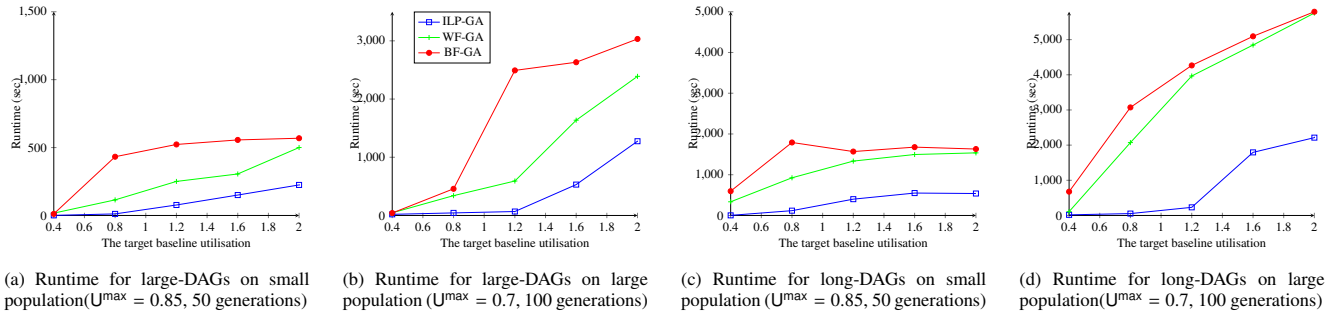 1,500
1,000
500
0
0.4 0.6 0.8 1 1.2 1.4 1.6 1.8 2
Runtime (sec)
The target baseline utilisation
(a) Runtime for large-DAGs on small
population(U^max = 0.85, 50 generations)
ILP-GA
WF-GA
BF-GA
3,000
2,000
1,000
0
0.4 0.6 0.8 1 1.2 1.4 1.6 1.8 2
Runtime (sec)
The target baseline utilisation
(b) Runtime for large-DAGs on large
population (U^max = 0.7, 100 generations)
5,000
4,000
3,000
2,000
1,000
0
0.4 0.6 0.8 1 1.2 1.4 1.6 1.8 2
Runtime (sec)
The target baseline utilisation
(c) Runtime for long-DAGs on small
population (U^max = 0.85, 50 generations)
5,000
4,000
3,000
2,000
1,000
0
0.4 0.6 0.8 1 1.2 1.4 1.6 1.8 2
Runtime (sec)
The target baseline utilisation
(d) Runtime for long-DAGs on large
population(U^max = 0.7, 100 generations)